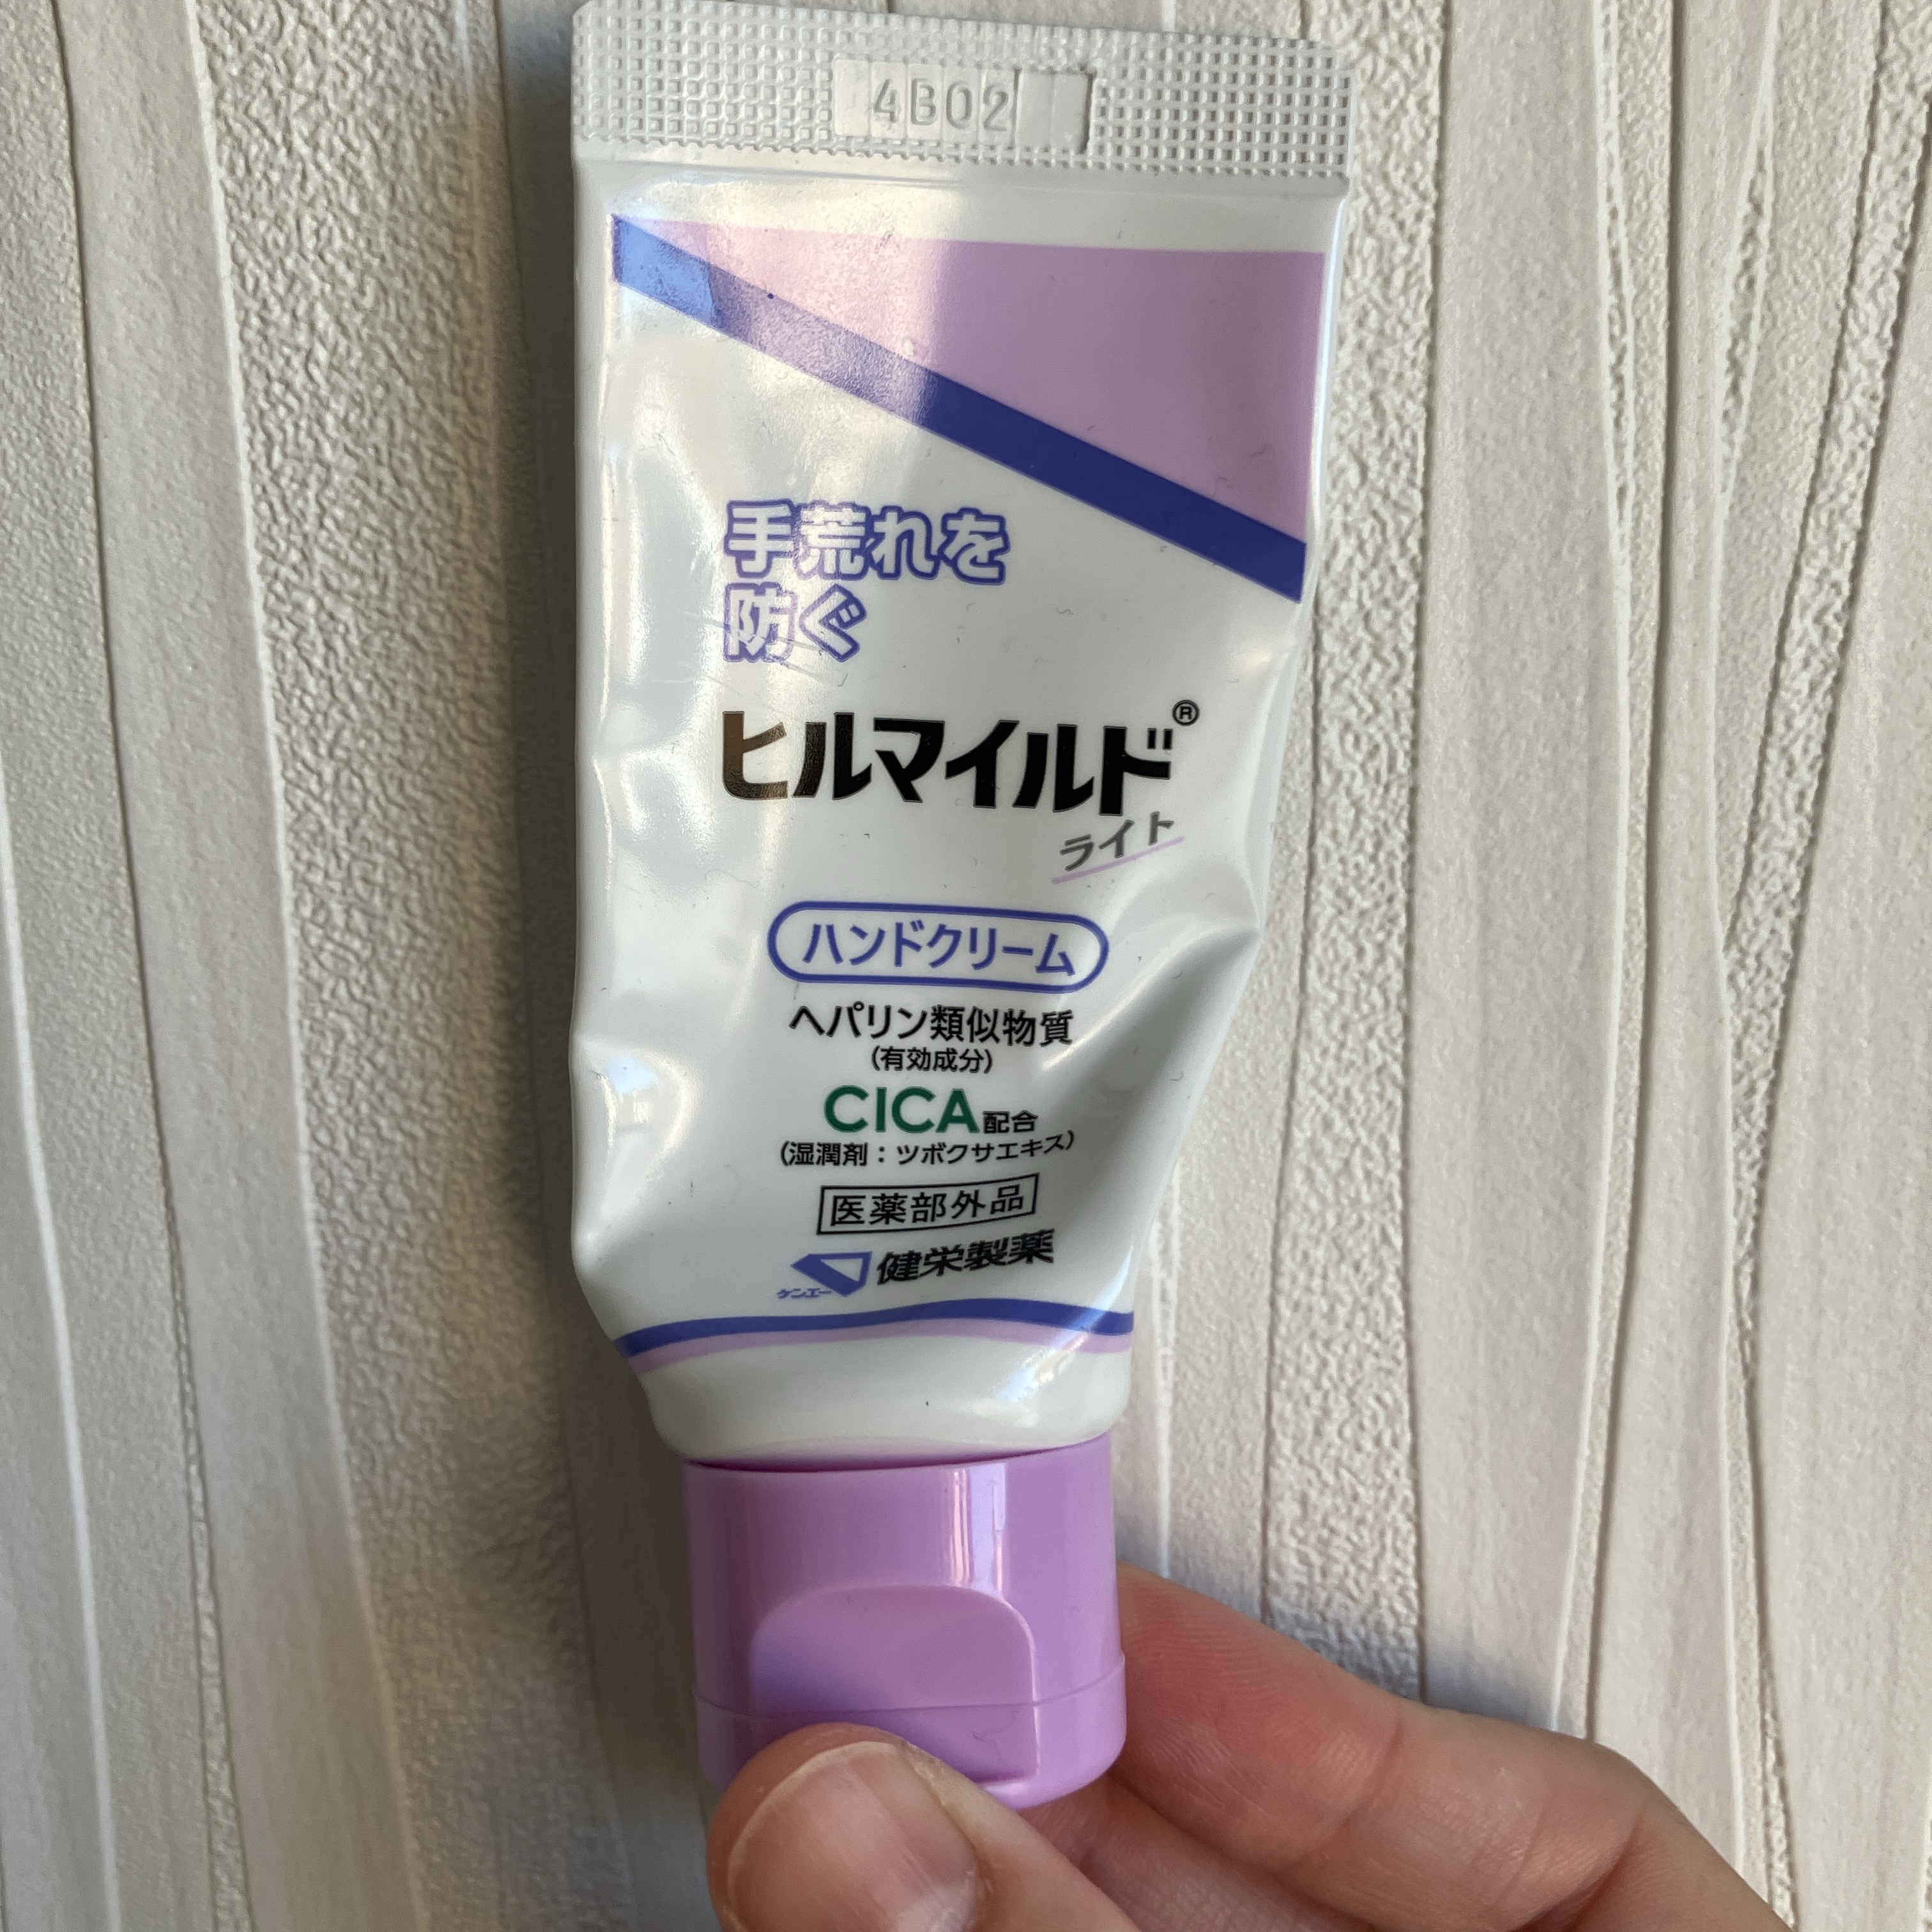 4B02
手荒れを
防ぐ
ヒルマイルド®
ライト
ハンドクリーム
ヘパリン類似物質
(有効成分)
CICA配合
(湿潤剤：ツボクサエキス)
医薬部外品
ケンエー 健栄製薬